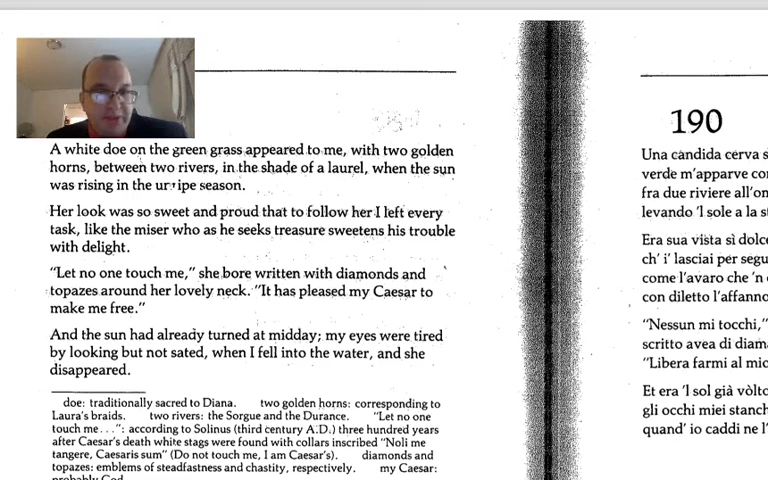 A white doe on the green grass appeared to me, with two golden
horns, between two rivers, in the shade of a laurel, when the sun
was rising in the unripe season.
Her look was so sweet and proud that to follow her I left every
task, like the miser who as he seeks treasure sweetens his trouble
with delight.
"Let no one touch me," she bore written with diamonds and
topazes around her lovely neck. "It has pleased my Caesar to
make me free."
And the sun had already turned at midday; my eyes were tired
by looking but not sated, when I fell into the water, and she
disappeared.
doe: traditionally sacred to Diana. two golden horns: corresponding to
Laura's braids. two rivers: the Sorgue and the Durance. "Let no one
touch me...": according to Solinus (third century A.D.) three hundred years
after Caesar's death white stags were found with collars inscribed "Noli me
tangere, Caesaris sum" (Do not touch me, I am Caesar's). diamonds and
topazes: emblems of steadfastness and chastity, respectively. my Caesar:
probably God
190
Una candida cerva s
verde m'apparve co
fra due riviere all'o
levando 'l sole a la s
Era sua vista sì dolc
ch' i' lasciai per segu
come l'avaro che 'n
con diletto l'affanno
"Nessun mi tocchi,"
scritto avea di diam
"Libera farmi al mi
Et era 'l sol già vòlt
gli occhi miei stanch
quand' io caddi ne l'